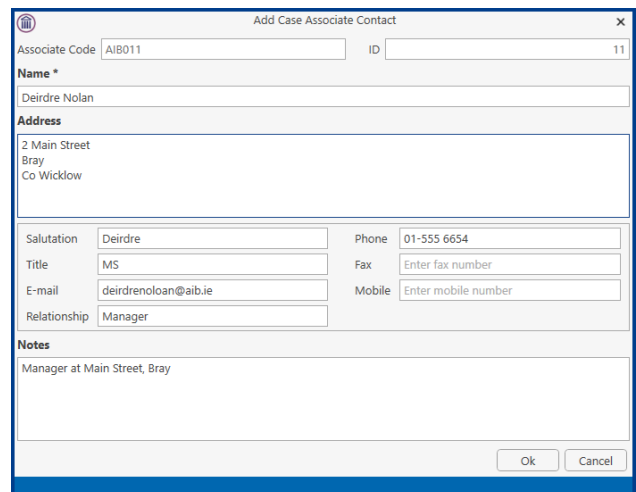 Add Case Associate Contact
Associate Code AIB011 ID 11
Name *
Deirdre Nolan
Address
2 Main Street
Bray
Co Wicklow
Salutation Deirdre Phone 01-555 6654
Title MS Fax Enter fax number
E-mail deirdrenoloan@aib.ie Mobile Enter mobile number
Relationship Manager
Notes
Manager at Main Street, Bray
Ok Cancel